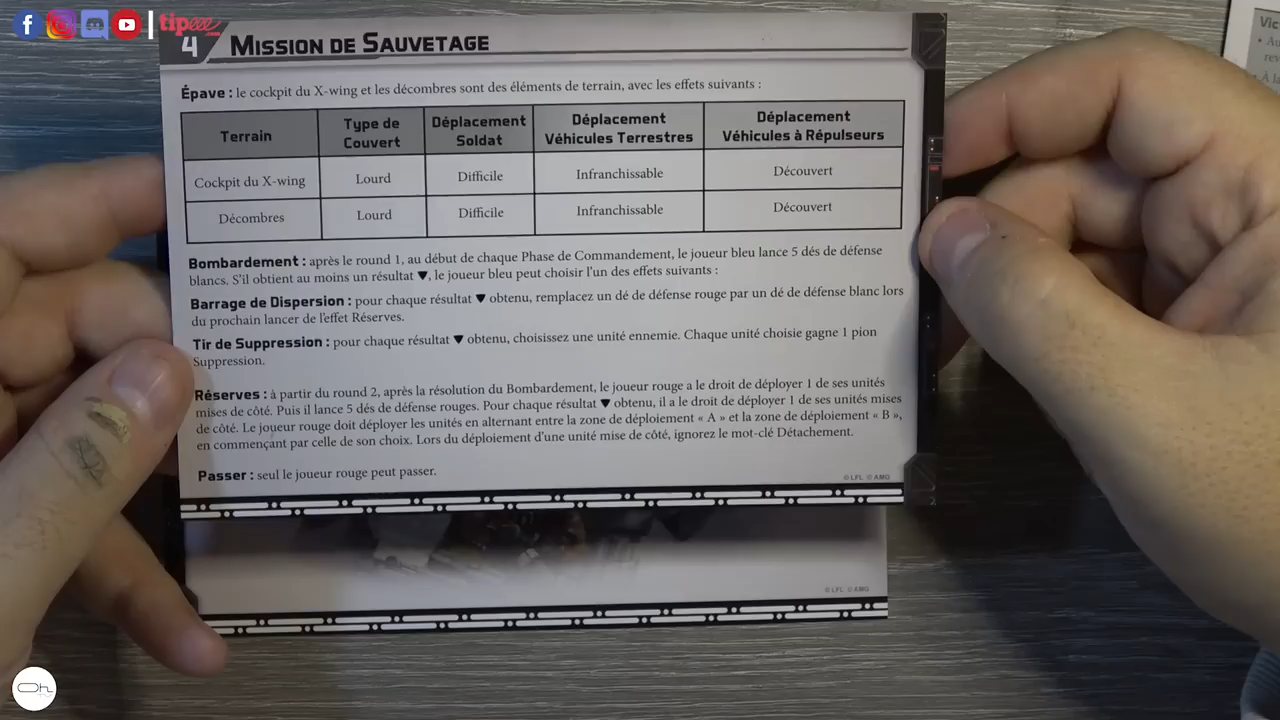 tipeee
4 Mission de Sauvetage
Épave : le cockpit du X-wing et les décombres sont des éléments de terrain, avec les effets suivants :
Terrain Type de Couvert Déplacement Soldat Déplacement Véhicules Terrestres Déplacement Véhicules à Répulseurs
Cockpit du X-wing Lourd Difficile Infranchissable Découvert
Décombres Lourd Difficile Infranchissable Découvert
Bombardement : après le round 1, au début de chaque Phase de Commandement, le joueur bleu lance 5 dés de défense
blancs. S'il obtient au moins un résultat ▼, le joueur bleu peut choisir l'un des effets suivants :
Barrage de Dispersion : pour chaque résultat ▼ obtenu, remplacez un dé de défense rouge par un dé de défense blanc lors
du prochain lancer de l'effet Réserves.
Tir de Suppression : pour chaque résultat ▼ obtenu, choisissez une unité ennemie. Chaque unité choisie gagne 1 pion
Suppression.
Réserves : à partir du round 2, après la résolution du Bombardement, le joueur rouge a le droit de déployer 1 de ses unités
mises de côté. Puis il lance 5 dés de défense rouges. Pour chaque résultat ▼ obtenu, il a le droit de déployer 1 de ses unités mises
de côté. Le joueur rouge doit déployer les unités en alternant entre la zone de déploiement « A » et la zone de déploiement « B »,
en commençant par celle de son choix. Lors du déploiement d'une unité mise de côté, ignorez le mot-clé Détachement.
Passer : seul le joueur rouge peut passer.
© LFL © AMG
© LFL © AMG
Vic